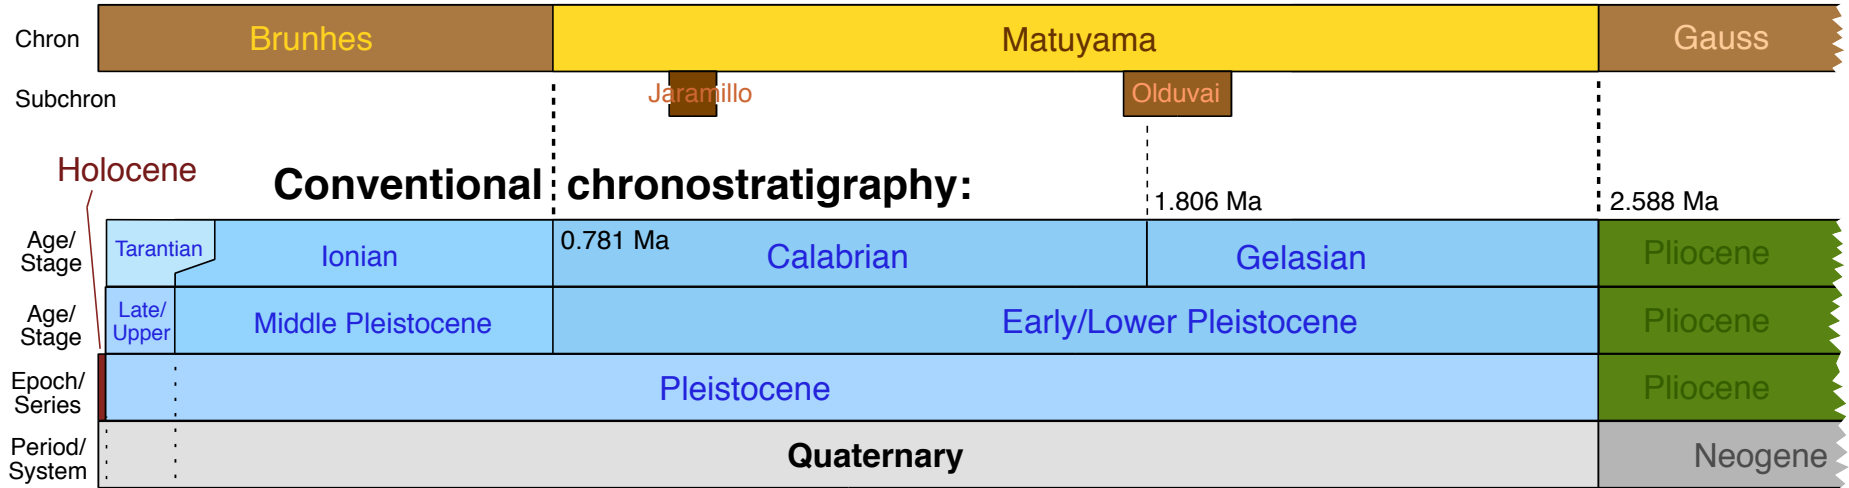 Chron
Brunhes
Matuyama
Gauss
Subchron
Jaramillo
Olduvai
Holocene
Conventional chronostratigraphy:
1.806 Ma
2.588 Ma
Age/
Stage
Tarantian
Ionian
0.781 Ma
Calabrian
Gelasian
Pliocene
Age/
Stage
Late/
Upper
Middle Pleistocene
Early/Lower Pleistocene
Pliocene
Epoch/
Series
Pleistocene
Pliocene
Period/
System
Quaternary
Neogene